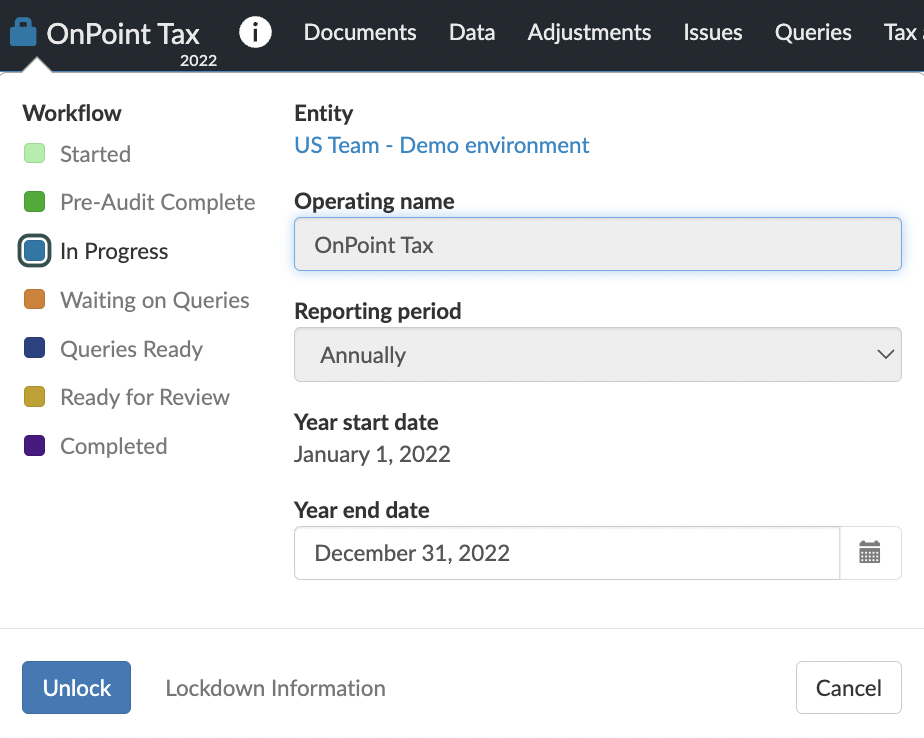 OnPoint Tax
2022
i
Documents
Data
Adjustments
Issues
Queries
Tax
Workflow
Started
Pre-Audit Complete
In Progress
Waiting on Queries
Queries Ready
Ready for Review
Completed
Entity
US Team - Demo environment
Operating name
OnPoint Tax
Reporting period
Annually
Year start date
January 1, 2022
Year end date
December 31, 2022
Unlock
Lockdown Information
Cancel